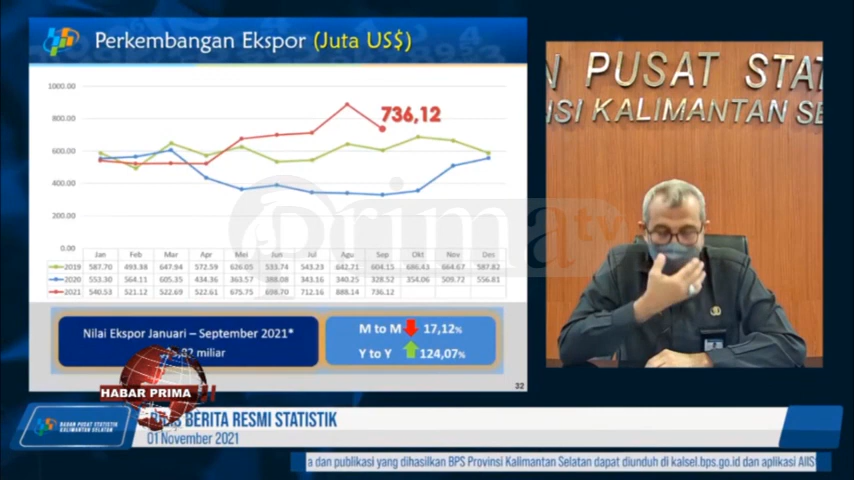 Perkembangan Ekspor (Juta US$)
1000.00
800.00
600.00
400.00
200.00
0.00
736,12
Jan Feb Mar Apr Mei Jun Jul Agu Sep Okt Nov Des
2019 587.70 493.38 647.94 572.59 626.05 533.74 543.23 642.71 604.15 686.43 664.67 587.82
2020 553.30 564.11 605.35 434.36 363.57 388.08 343.16 340.25 328.52 354.06 509.72 556.81
2021 540.53 521.12 522.69 522.61 675.75 698.70 712.16 888.14 736.12
Nilai Ekspor Januari – September 2021*
miliar
M to M 17,12%
Y to Y 124,07%
32
N PUSAT STAT
NSI KALIMANTAN SE
prima tv
HABAR PRIMA
BADAN PUSAT STATISTIK
KALIMANTAN SELATAN
BERITA RESMI STATISTIK
01 November 2021
a dan publikasi yang dihasilkan BPS Provinsi Kalimantan Selatan dapat diunduh di kalsel.bps.go.id dan aplikasi AllSt